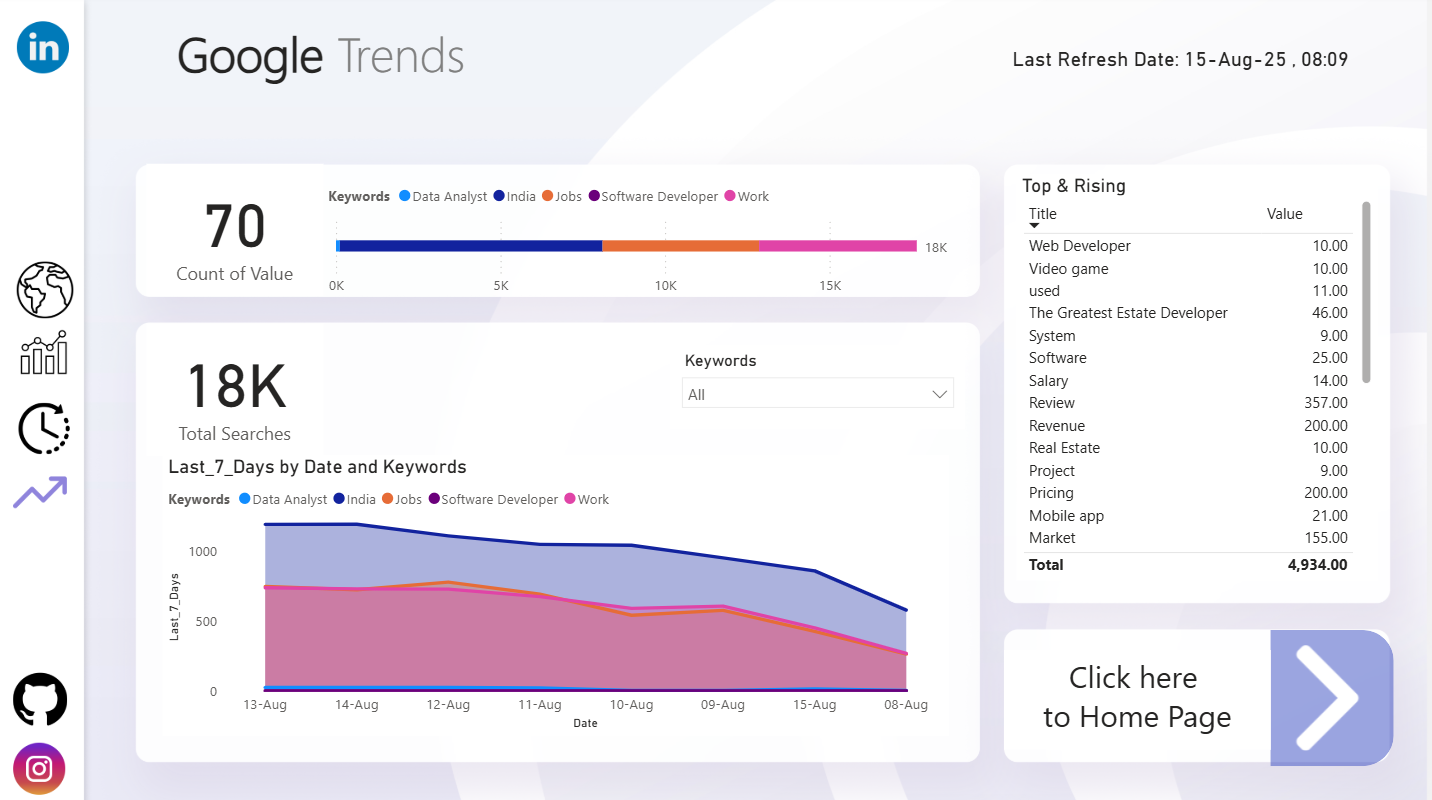 in
Google Trends
Last Refresh Date: 15-Aug-25 , 08:09
70
Count of Value
Keywords Data Analyst India Jobs Software Developer Work
18K
0K 5K 10K 15K
18K
Total Searches
Keywords
All
Last_7_Days by Date and Keywords
Keywords Data Analyst India Jobs Software Developer Work
Last_7_Days
1000
500
0
13-Aug 14-Aug 12-Aug 11-Aug 10-Aug 09-Aug 15-Aug 08-Aug
Date
Top & Rising
Title Value
Web Developer 10.00
Video game 10.00
used 11.00
The Greatest Estate Developer 46.00
System 9.00
Software 25.00
Salary 14.00
Review 357.00
Revenue 200.00
Real Estate 10.00
Project 9.00
Pricing 200.00
Mobile app 21.00
Market 155.00
Total 4,934.00
Click here
to Home Page